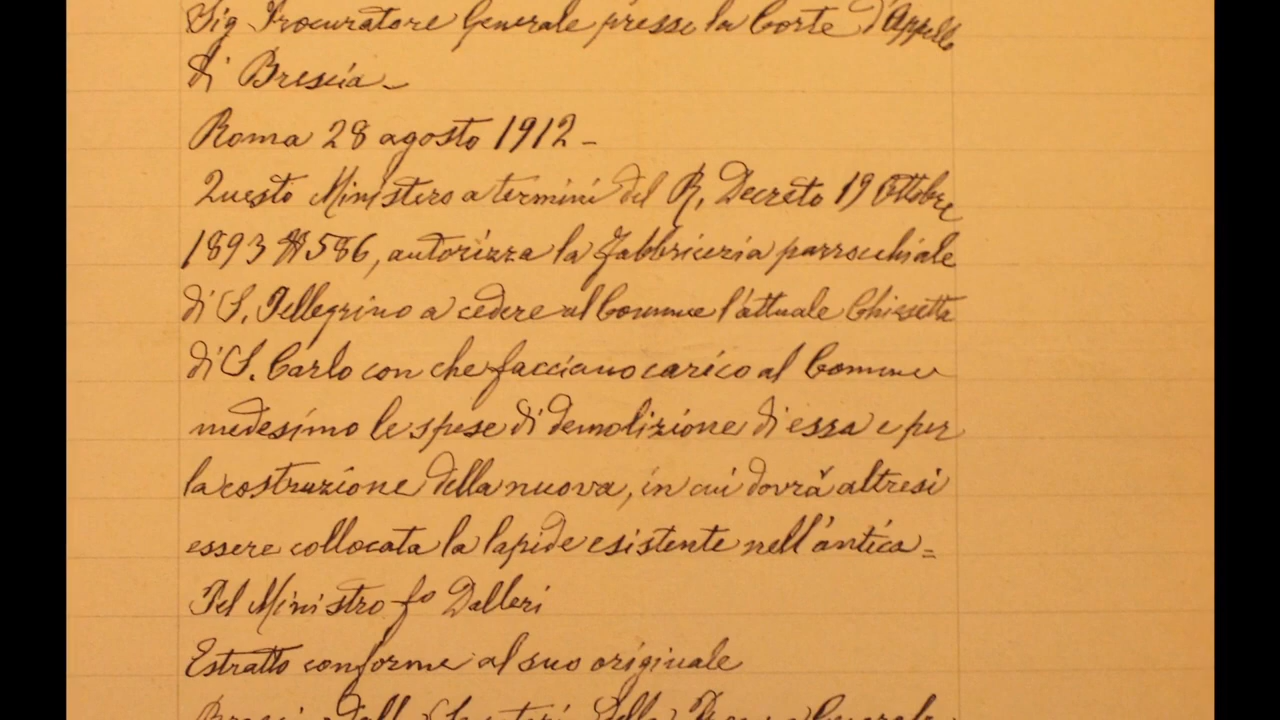 Sig Procuratore Generale presso la Corte d'Appello
di Brescia -
Roma 28 agosto 1912 -
Questo Ministero a termini del R. Decreto 19 Ottobre
1893 N 586, autorizza la Fabbriceria parrocchiale
di S. Pellegrino a cedere al Comune l'attuale Chiesetta
di S. Carlo con che facciano carico al Comune
medesimo le spese di demolizione di essa e per
la costruzione della nuova, in cui dovrà altresi
essere collocata la lapide esistente nell'antica =
Pel Ministro fo Dalleri
Estratto conforme al suo originale
della Generale